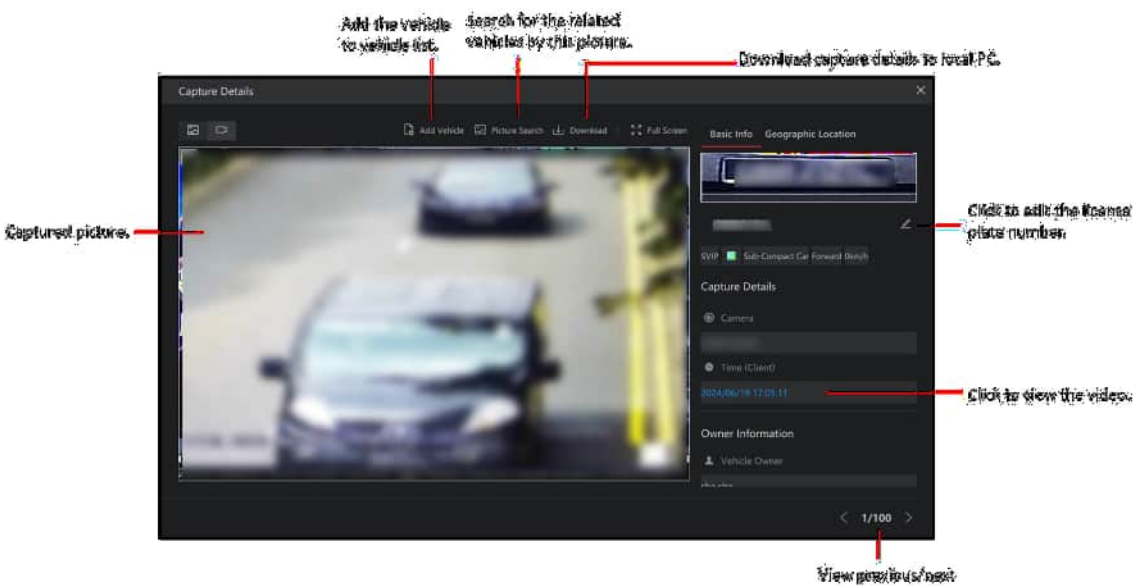 Add the vehicle
to vehicle list.
Search for the related
vehicles by this picture.
Download capture details to local PC.
Capture Details
Add Vehicle
Picture Search
Download
Full Screen
Basic Info
Geographic Location
Captured picture.
Click to edit the license
plate number.
SVIP
Sub-Compact Car
Forward
0km/h
Capture Details
Camera
Time (Client)
2024/06/19 17:05:11
Click to view the video.
Owner Information
Vehicle Owner
1/100
View previous/next